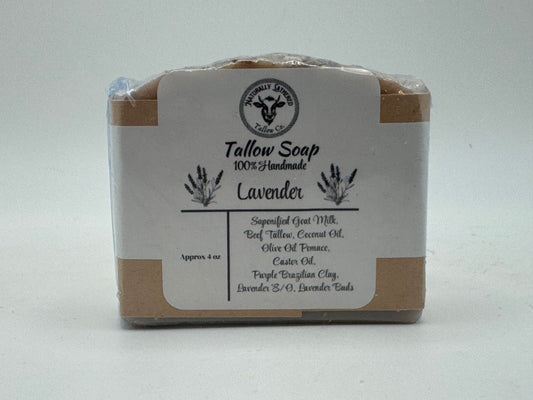 Naturally Lathered
Tallow Co.
Tallow Soap
100% Handmade
Lavender
Approx 4 oz
Saponified Goat Milk,
Beef Tallow, Coconut Oil,
Olive Oil Pomace,
Castor Oil,
Purple Brazilian Clay,
Lavender E/O, Lavender Buds